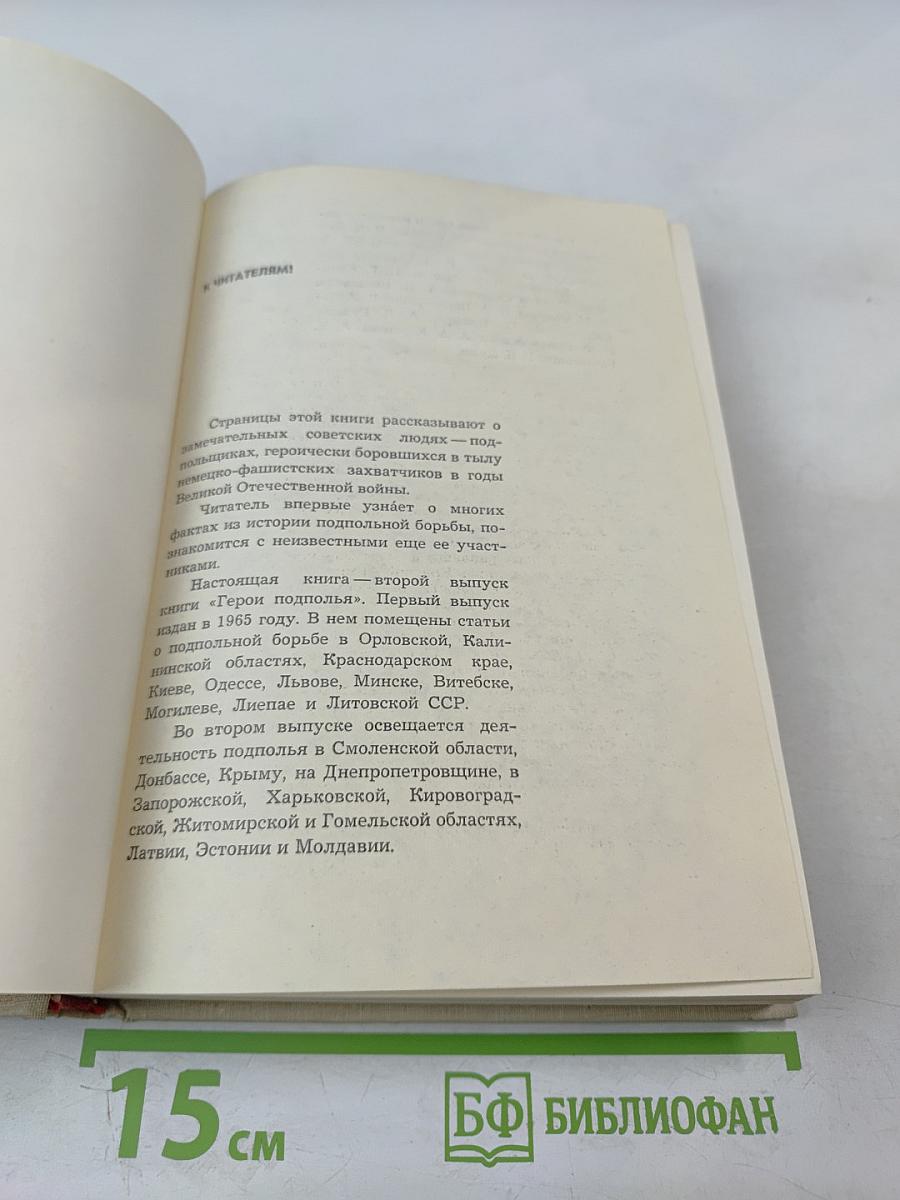 К ЧИТАТЕЛЯМ!
Страницы этой книги рассказывают о
замечательных советских людях — под-
польщиках, героически боровшихся в тылу
немецко-фашистских захватчиков в годы
Великой Отечественной войны.
Читатель впервые узнáет о многих
фактах из истории подпольной борьбы, по-
знакомится с неизвестными еще ее участ-
никами.
Настоящая книга — второй выпуск
книги «Герои подполья». Первый выпуск
издан в 1965 году. В нем помещены статьи
о подпольной борьбе в Орловской, Кали-
нинской областях, Краснодарском крае,
Киеве, Одессе, Львове, Минске, Витебске,
Могилеве, Лиепае и Литовской ССР.
Во втором выпуске освещается дея-
тельность подполья в Смоленской области,
Донбассе, Крыму, на Днепропетровщине, в
Запорожской, Харьковской, Кировоград-
ской, Житомирской и Гомельской областях,
Латвии, Эстонии и Молдавии.
15 см
БФ БИБЛИОФАН